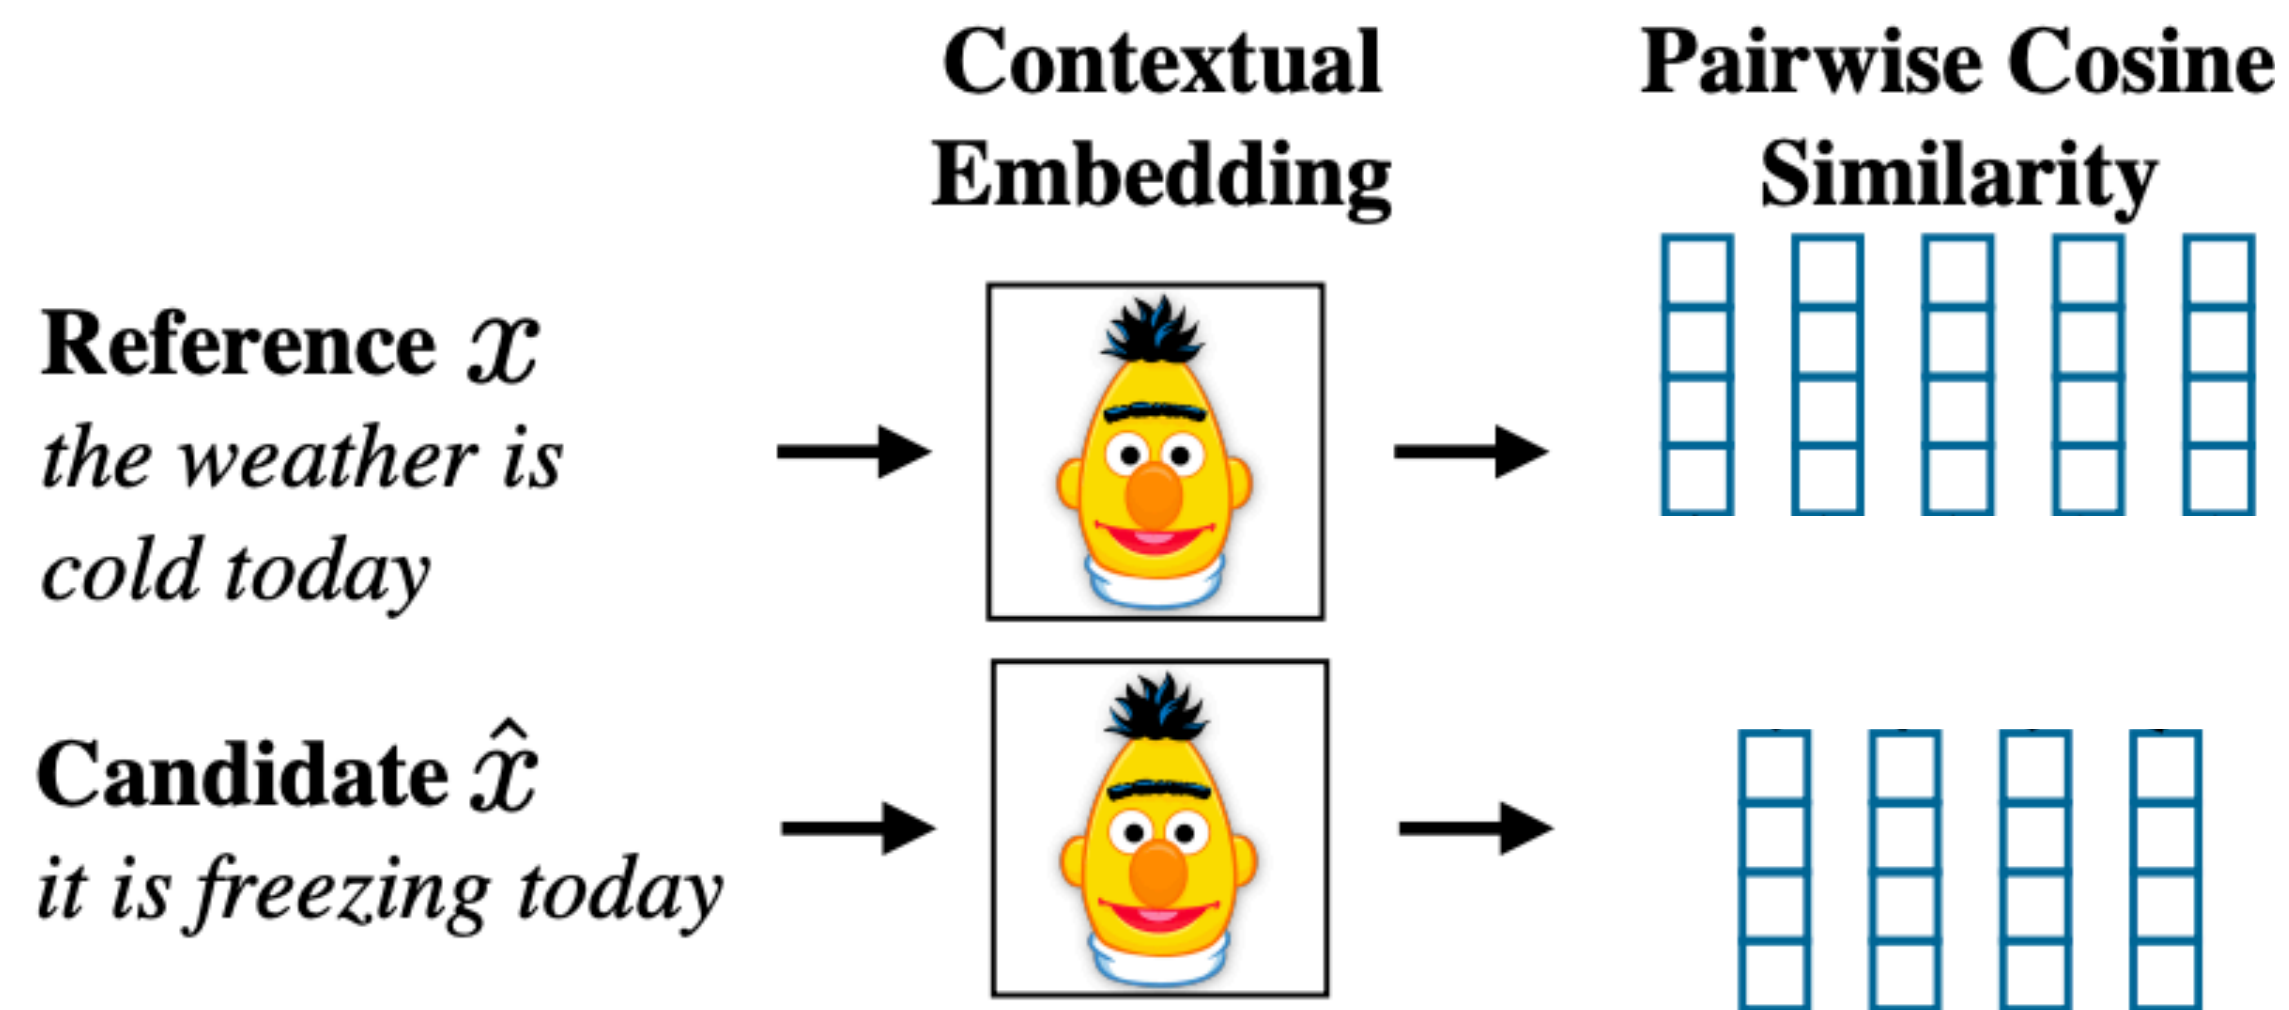 Contextual
Embedding
Pairwise Cosine
Similarity
Reference x
the weather is
cold today
Candidate x̂
it is freezing today